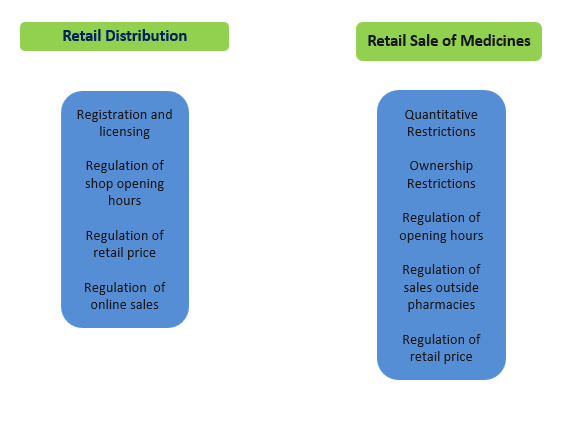 Retail Distribution
Registration and
licensing
Regulation of
shop opening
hours
Regulation of
retail price
Regulation of
online sales
Retail Sale of Medicines
Quantitative
Restrictions
Ownership
Restrictions
Regulation of
opening hours
Regulation of
sales outside
pharmacies
Regulation of
retail price